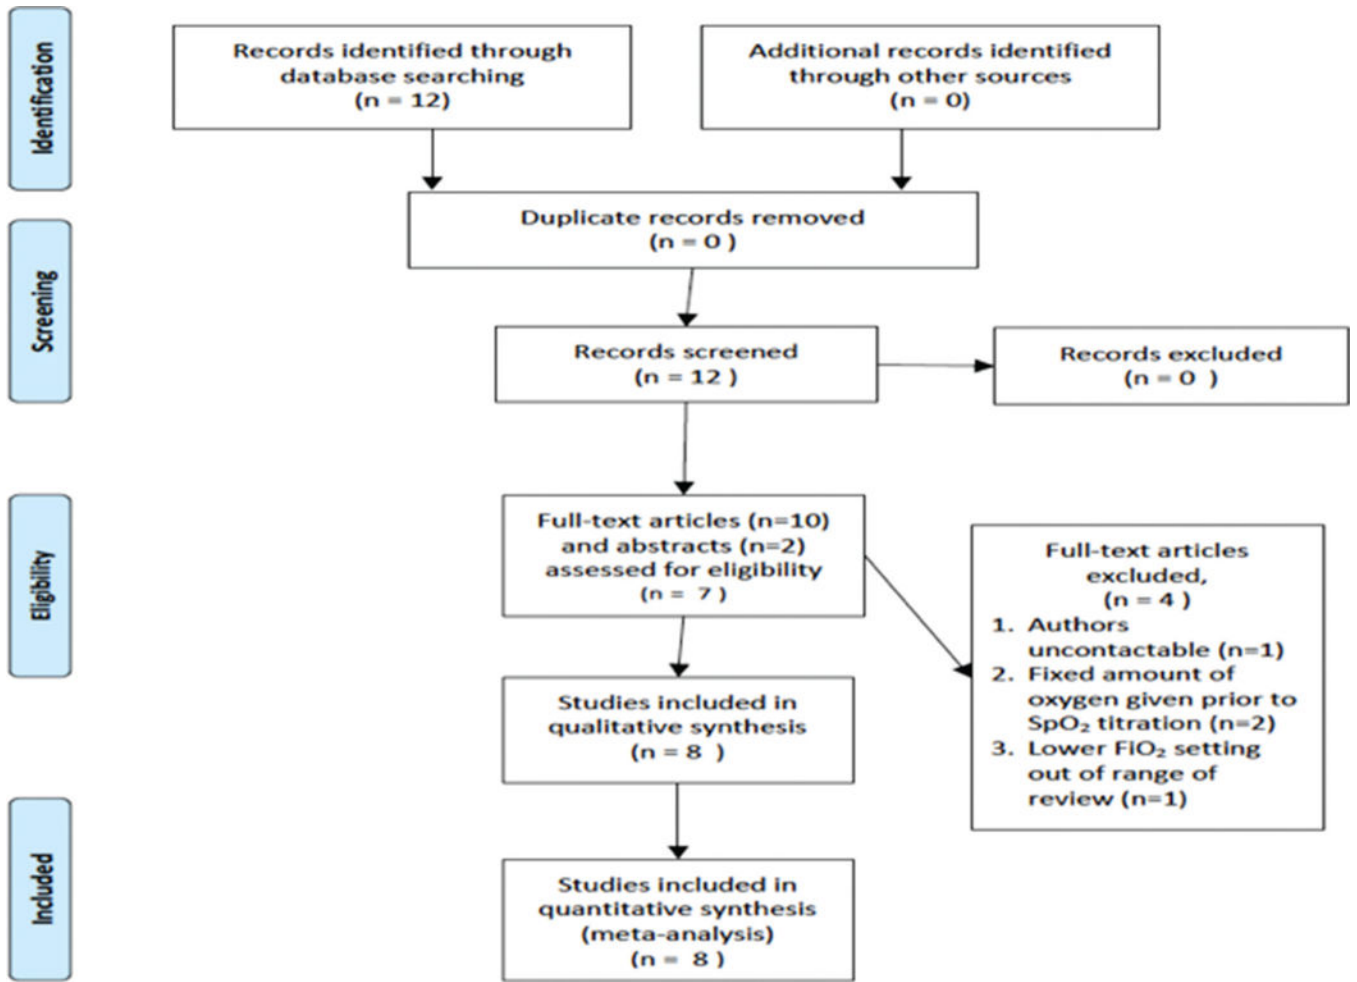 Identification
Records identified through
database searching
(n = 12)
Additional records identified
through other sources
(n = 0)
Duplicate records removed
(n = 0 )
Screening
Records screened
(n = 12 )
Records excluded
(n = 0 )
Eligibility
Full-text articles (n=10)
and abstracts (n=2)
assessed for eligibility
(n = 7 )
Full-text articles
excluded,
(n = 4 )
1. Authors
uncontactable (n=1)
2. Fixed amount of
oxygen given prior to
SpO₂ titration (n=2)
3. Lower FiO₂ setting
out of range of
review (n=1)
Studies included in
qualitative synthesis
(n = 8 )
Included
Studies included in
quantitative synthesis
(meta-analysis)
(n = 8 )